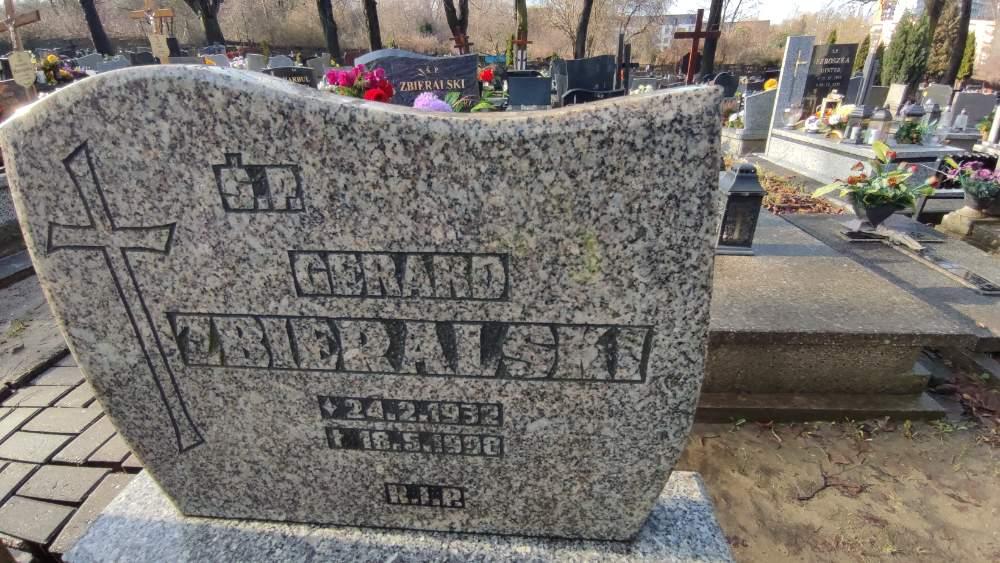 Ś.P.
GERARD
ZBIERALSKI
* 24.2.1932
† 18.5.1990
R.I.P.
Ś.P.
ZBIERALSKI